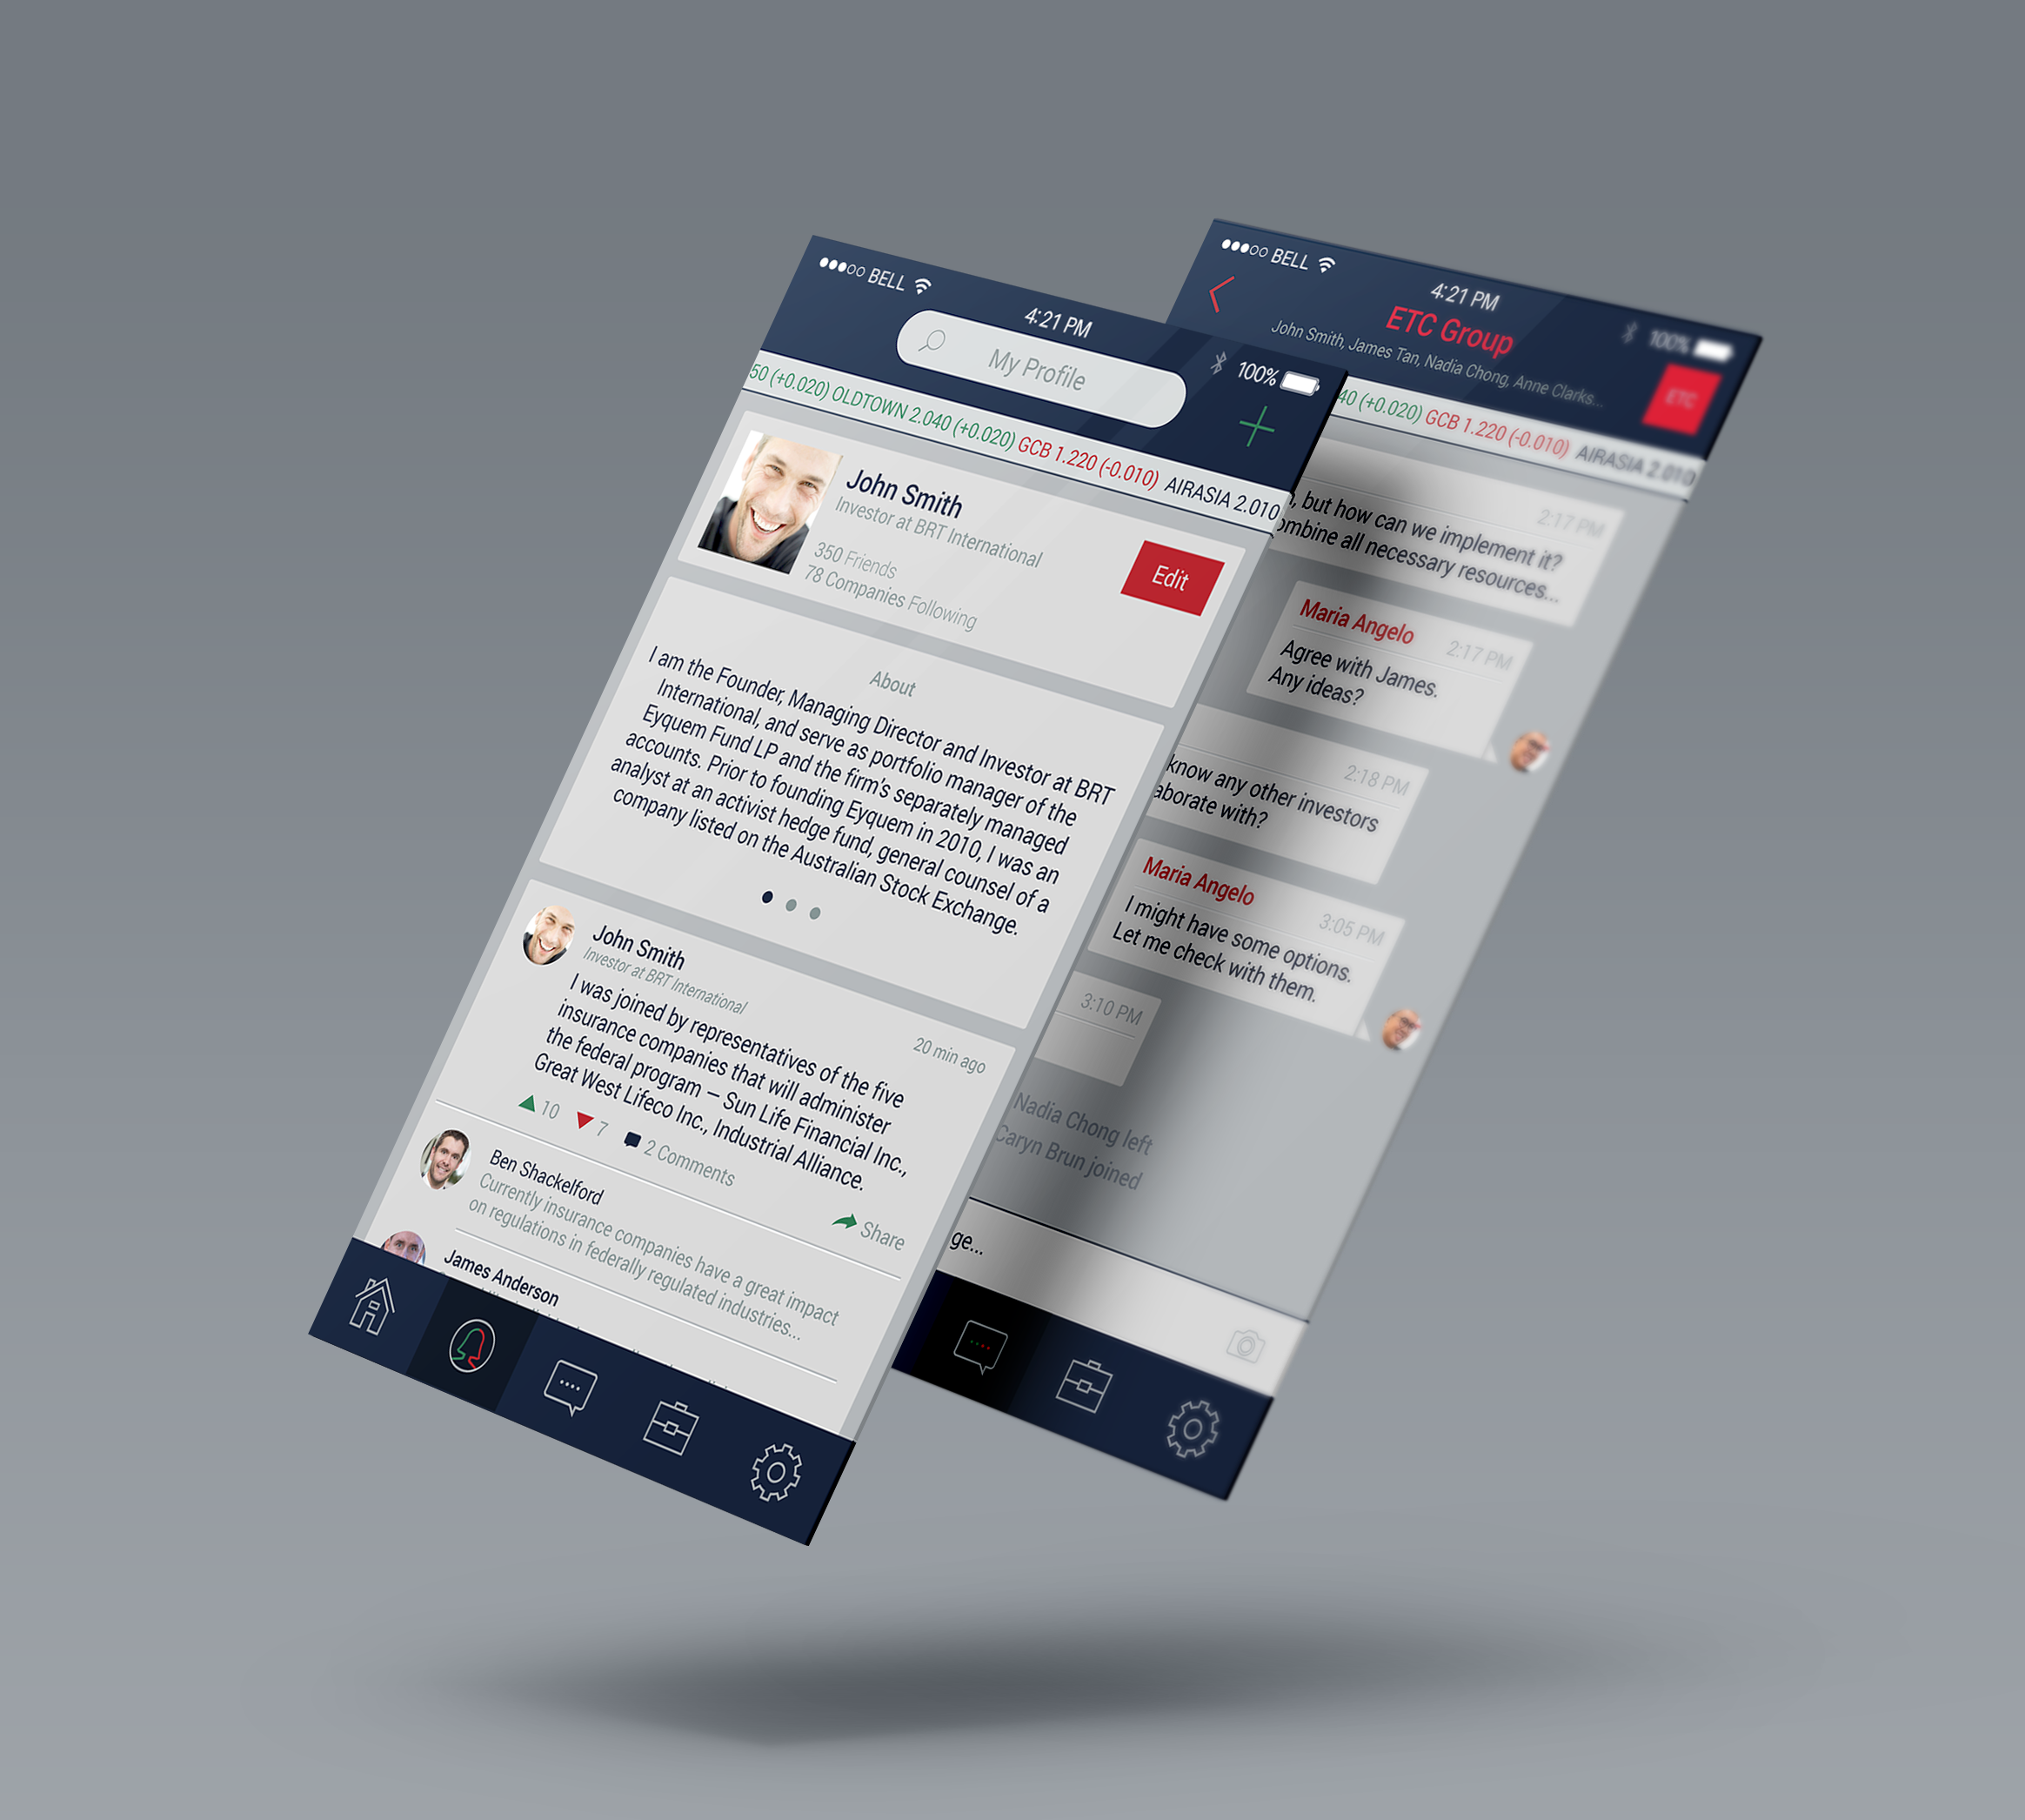 BELL
4:21 PM
100%
My Profile
50 (+0.020) OLDTOWN 2.040 (+0.020) GCB 1.220 (-0.010) AIRASIA 2.010
John Smith
Investor at BRT International
350 Friends
78 Companies Following
Edit
About
I am the Founder, Managing Director and Investor at BRT
International, and serve as portfolio manager of the
Eyquem Fund LP and the firm's separately managed
accounts. Prior to founding Eyquem in 2010, I was an
analyst at an activist hedge fund, general counsel of a
company listed on the Australian Stock Exchange.
John Smith
Investor at BRT International
20 min ago
I was joined by representatives of the five
insurance companies that will administer
the federal program — Sun Life Financial Inc.,
Great West Lifeco Inc., Industrial Alliance.
10 7 2 Comments
Share
Ben Shackelford
Currently insurance companies have a great impact
on regulations in federally regulated industries...
James Anderson
BELL
4:21 PM
100%
ETC Group
John Smith, James Tan, Nadia Chong, Anne Clarks...
ETC
40 (+0.020) GCB 1.220 (-0.010) AIRASIA 2.010
2:17 PM
, but how can we implement it?
ombine all necessary resources...
Maria Angelo
2:17 PM
Agree with James.
Any ideas?
2:18 PM
know any other investors
aborate with?
Maria Angelo
3:05 PM
I might have some options.
Let me check with them.
3:10 PM
Nadia Chong left
Caryn Brun joined
ge...